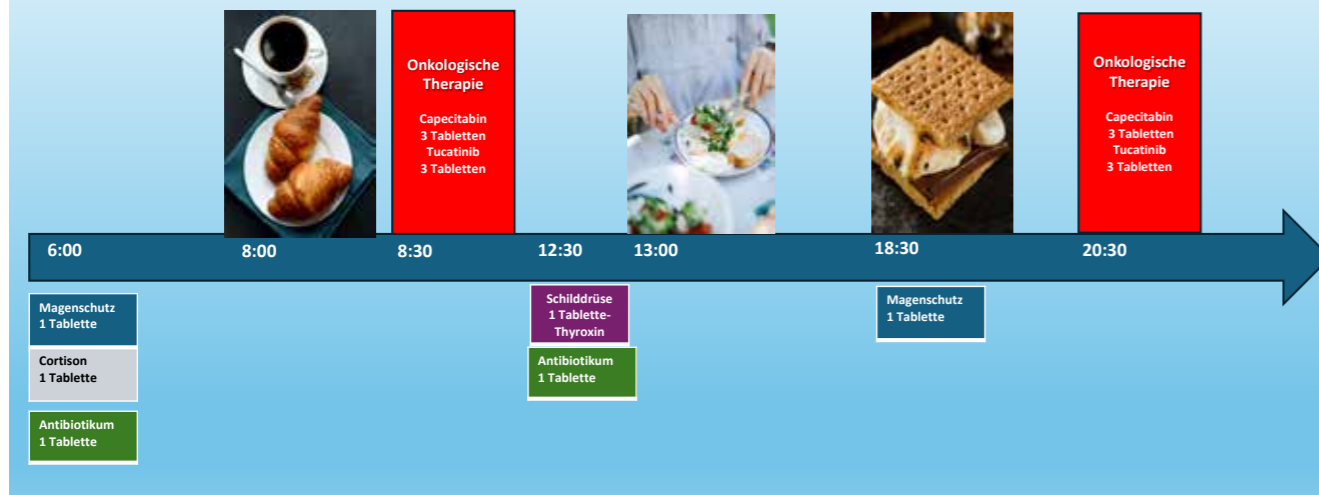 Onkologische
Therapie
Capecitabin
3 Tabletten
Tucatinib
3 Tabletten
Onkologische
Therapie
Capecitabin
3 Tabletten
Tucatinib
3 Tabletten
6:00
8:00
8:30
12:30
13:00
18:30
20:30
Magenschutz
1 Tablette
Cortison
1 Tablette
Antibiotikum
1 Tablette
Schilddrüse
1 Tablette-
Thyroxin
Antibiotikum
1 Tablette
Magenschutz
1 Tablette